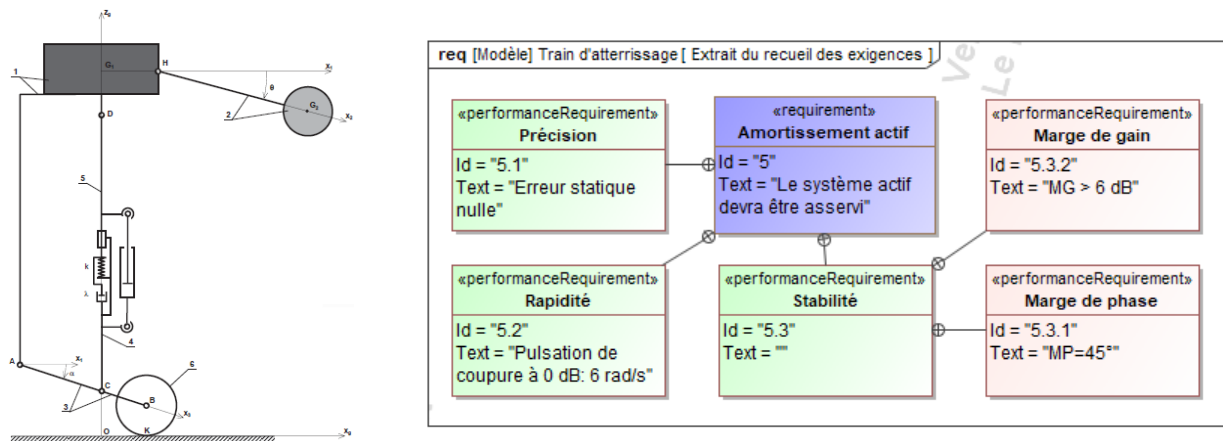 z₀
1
G₁
H
x₁
θ
2
G₂
x₂
D
5
k
λ
4
A
x₁
α
C
3
B
x₃
6
O
K
x₀
req [Modèle] Train d'atterrissage [ Extrait du recueil des exigences ]
Ve
Le
«performanceRequirement»
Précision
Id = "5.1"
Text = "Erreur statique
nulle"
«requirement»
Amortissement actif
Id = "5"
Text = "Le système actif
devra être asservi"
«performanceRequirement»
Marge de gain
Id = "5.3.2"
Text = "MG > 6 dB"
«performanceRequirement»
Rapidité
Id = "5.2"
Text = "Pulsation de
coupure à 0 dB: 6 rad/s"
«performanceRequirement»
Stabilité
Id = "5.3"
Text = ""
«performanceRequirement»
Marge de phase
Id = "5.3.1"
Text = "MP=45°"